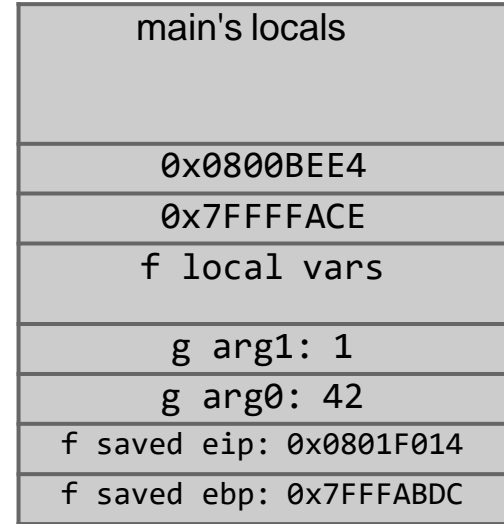 main's locals
0x0800BEE4
0x7FFFFACE
f local vars
g arg1: 1
g arg0: 42
f saved eip: 0x0801F014
f saved ebp: 0x7FFFABDC